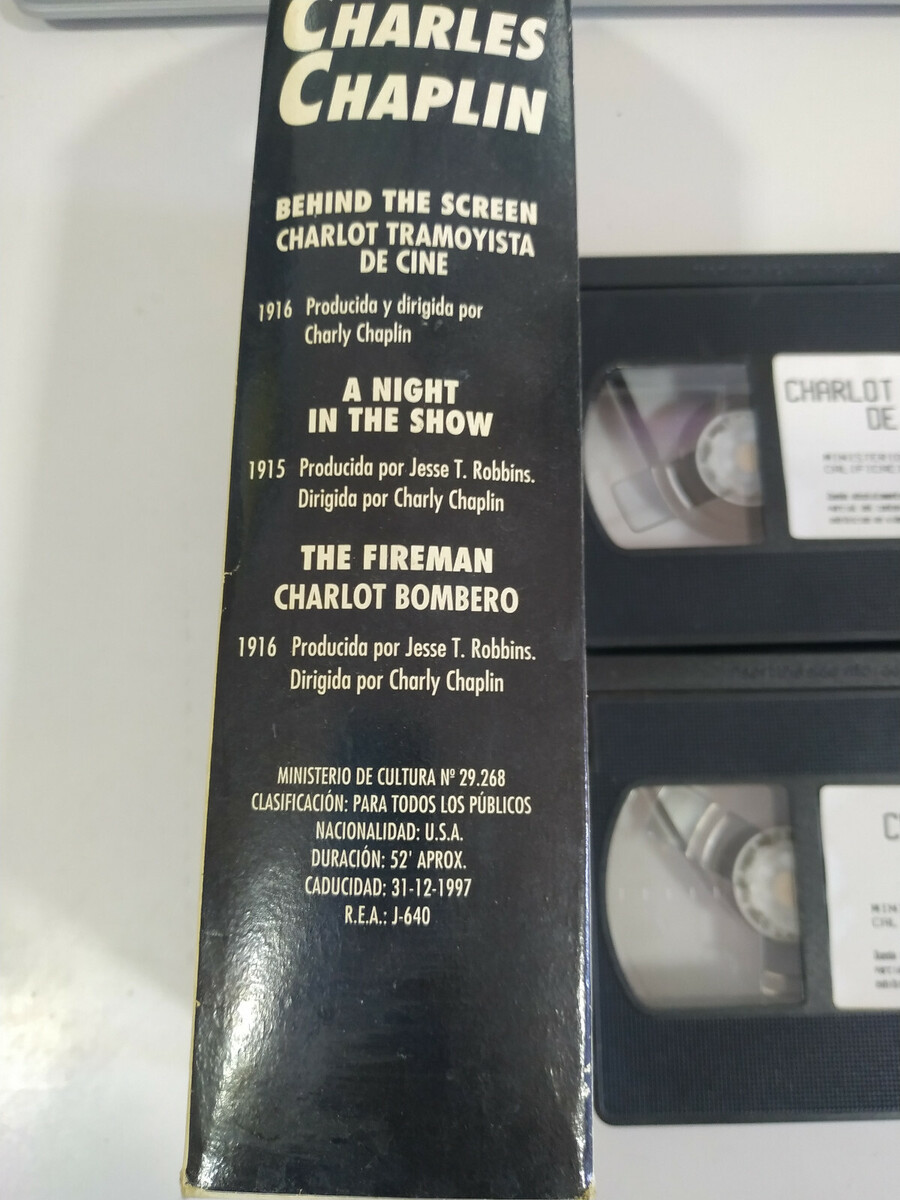 CHARLES
CHAPLIN
BEHIND THE SCREEN
CHARLOT TRAMOYISTA
DE CINE
1916 Producida y dirigida por
Charly Chaplin
A NIGHT
IN THE SHOW
1915 Producida por Jesse T. Robbins.
Dirigida por Charly Chaplin
THE FIREMAN
CHARLOT BOMBERO
1916 Producida por Jesse T. Robbins.
Dirigida por Charly Chaplin
MINISTERIO DE CULTURA Nº 29.268
CLASIFICACIÓN: PARA TODOS LOS PÚBLICOS
NACIONALIDAD: U.S.A.
DURACIÓN: 52' APROX.
CADUCIDAD: 31-12-1997
R.E.A.: J-640
CHARLOT
DE
MINISTERIO